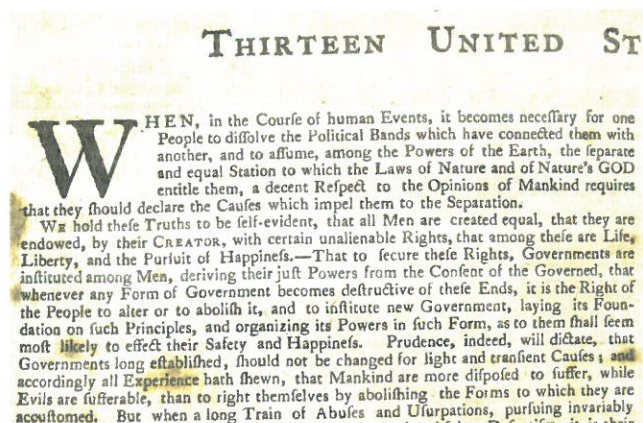 THIRTEEN UNITED ST
WHEN, in the Courſe of human Events, it becomes neceſſary for one
People to diſſolve the Political Bands which have connected them with
another, and to aſſume, among the Powers of the Earth, the ſeparate
and equal Station to which the Laws of Nature and of Nature's GOD
entitle them, a decent Reſpect to the Opinions of Mankind requires
that they ſhould declare the Cauſes which impel them to the Separation.
WE hold theſe Truths to be ſelf-evident, that all Men are created equal, that they are
endowed, by their CREATOR, with certain unalienable Rights, that among theſe are Life,
Liberty, and the Purſuit of Happineſs.—That to ſecure theſe Rights, Governments are
inſtituted among Men, deriving their juſt Powers from the Conſent of the Governed, that
whenever any Form of Government becomes deſtructive of theſe Ends, it is the Right of
the People to alter or to aboliſh it, and to inſtitute new Government, laying its Foun-
dation on ſuch Principles, and organizing its Powers in ſuch Form, as to them ſhall ſeem
moſt likely to effect their Safety and Happineſs. Prudence, indeed, will dictate, that
Governments long eſtabliſhed, ſhould not be changed for light and tranſient Cauſes; and
accordingly all Experience hath ſhewn, that Mankind are more diſpoſed to ſuffer, while
Evils are ſufferable, than to right themſelves by aboliſhing the Forms to which they are
accuſtomed. But when a long Train of Abuſes and Uſurpations, purſuing invariably
it is their